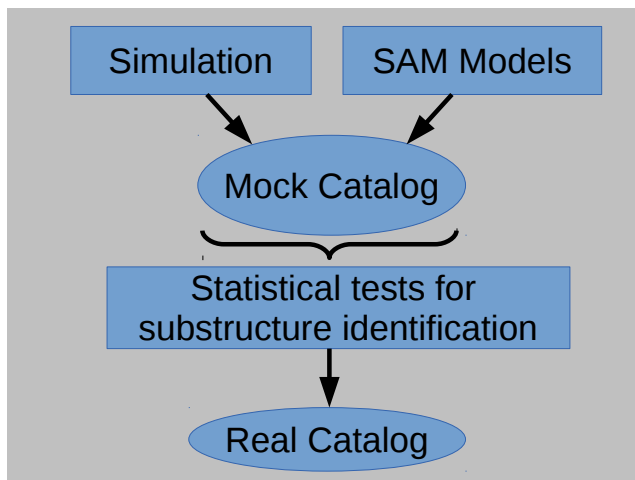 Simulation
SAM Models
Mock Catalog
Statistical tests for
substructure identification
Real Catalog